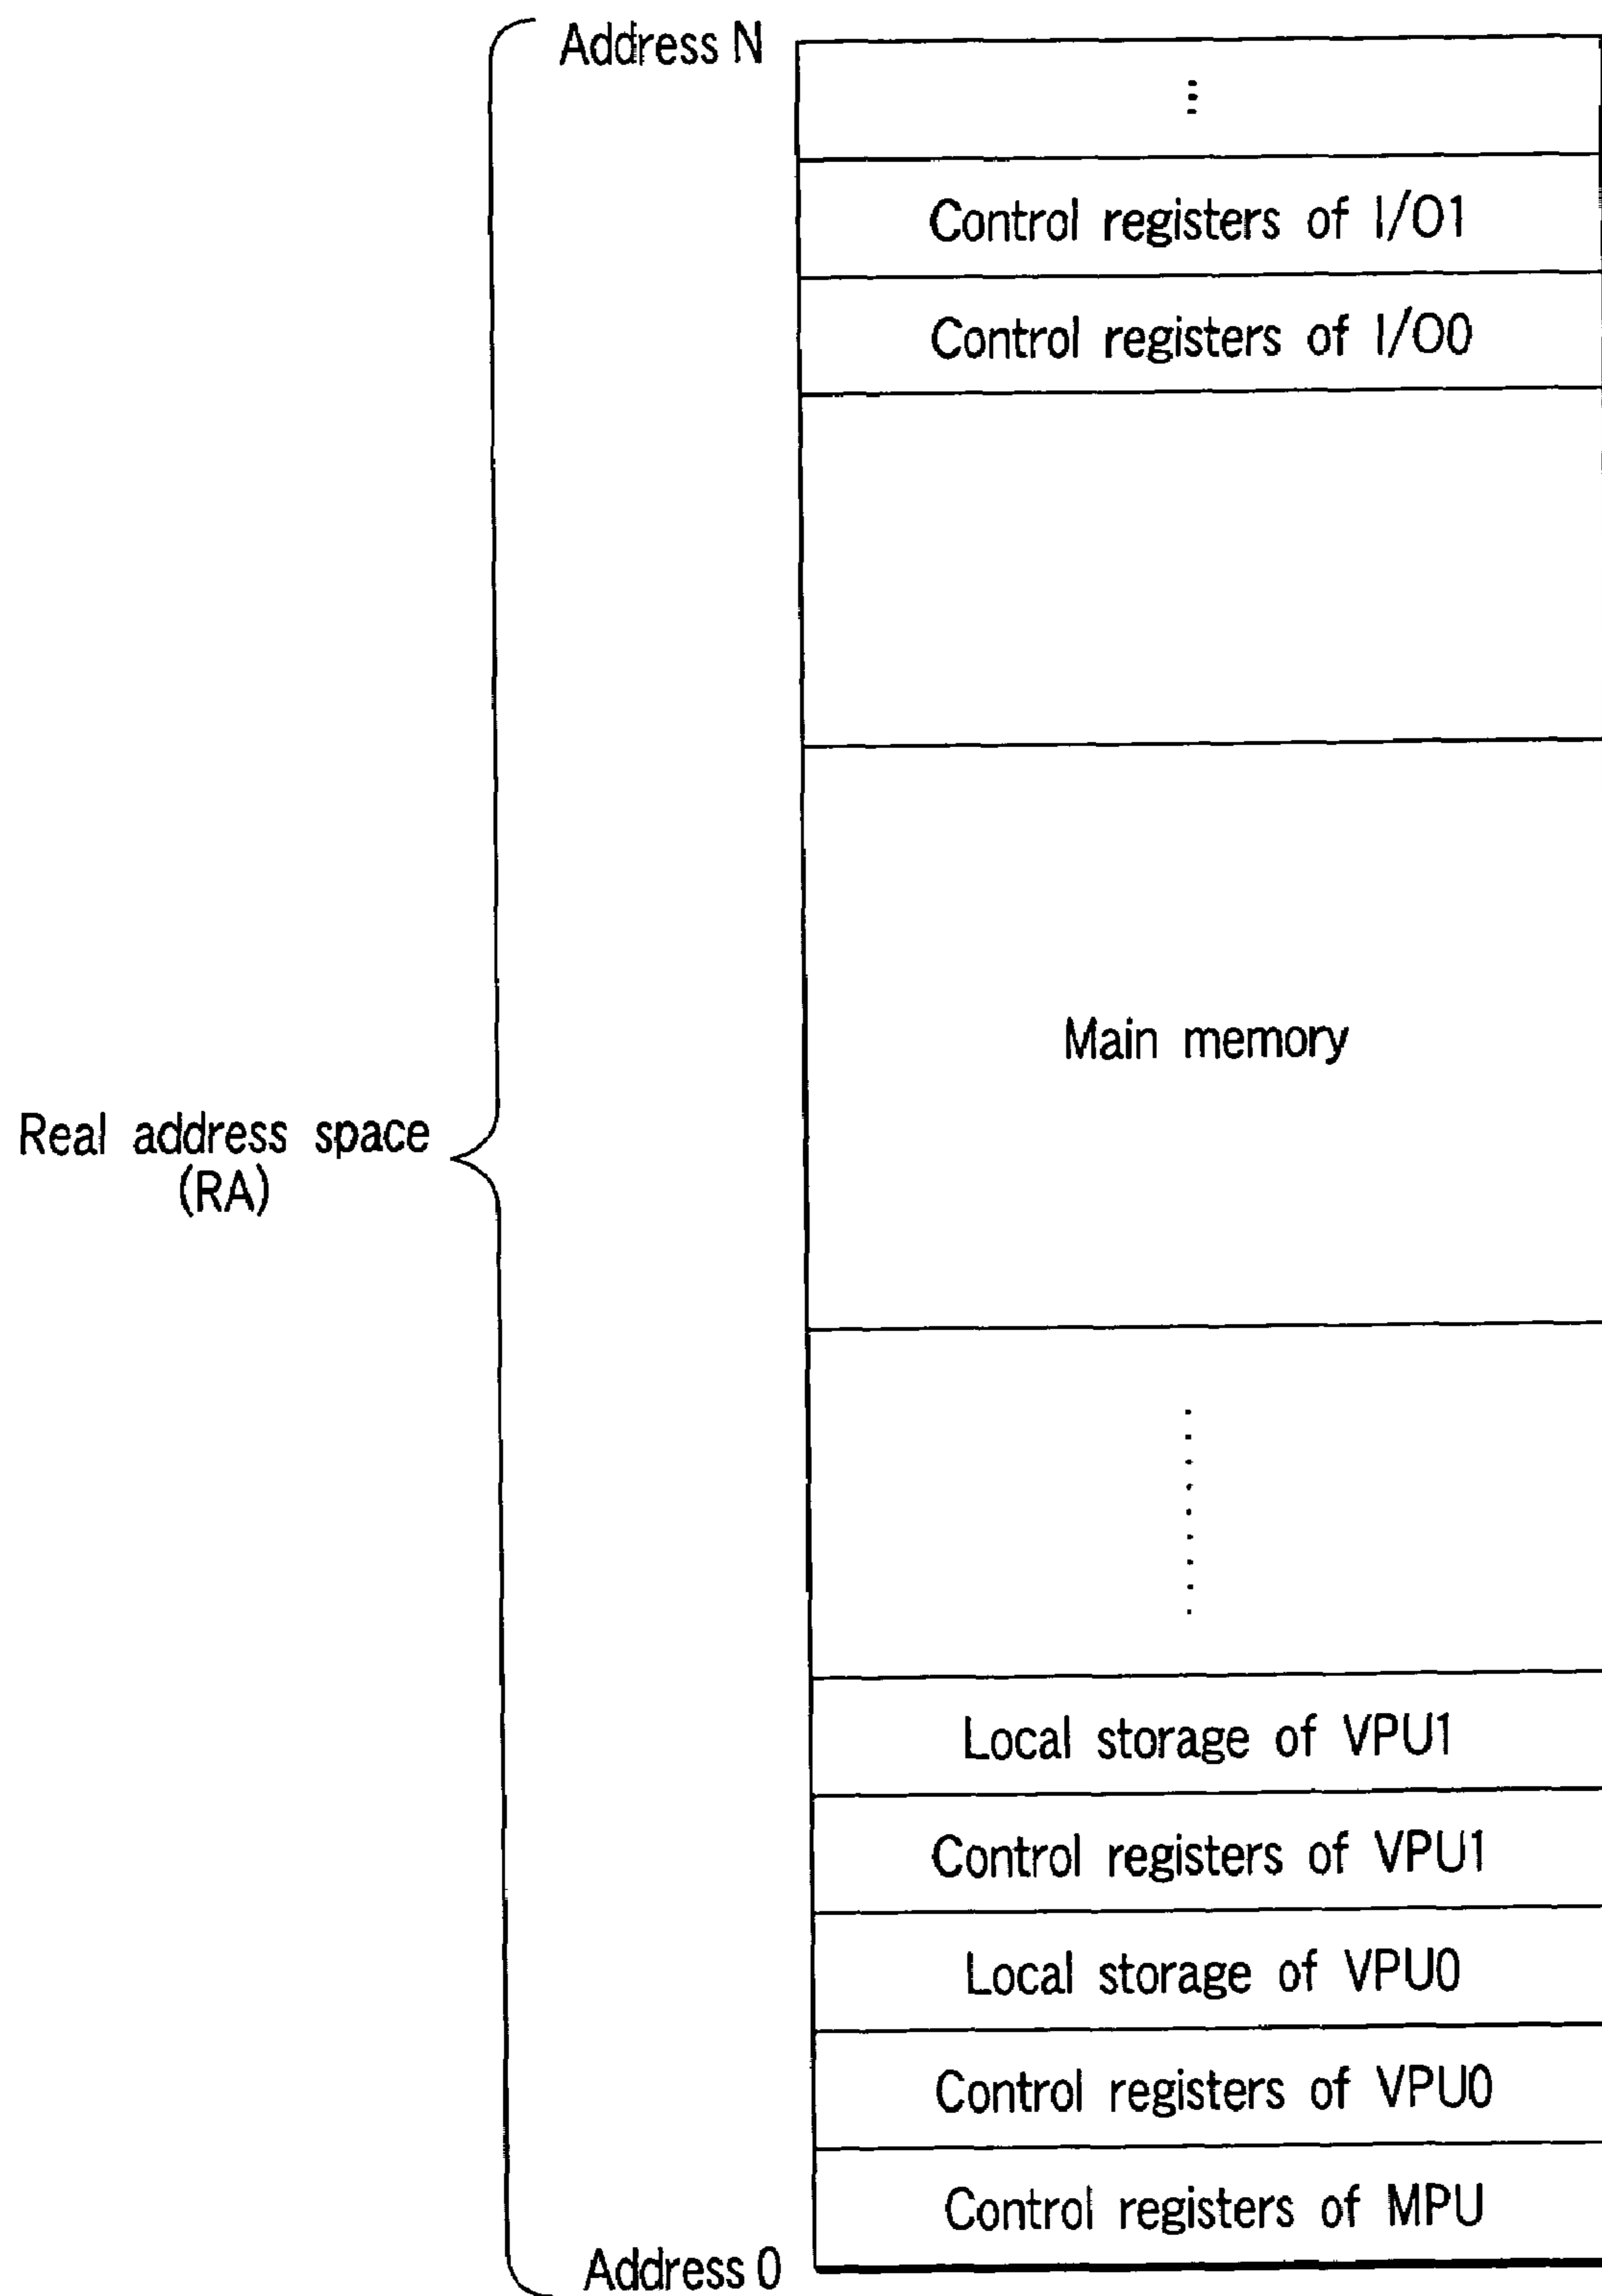 Address N
⋮
Control registers of I/O1
Control registers of I/O0
Main memory
Real address space
(RA)
Local storage of VPU1
Control registers of VPU1
Local storage of VPU0
Control registers of VPU0
Control registers of MPU
Address 0